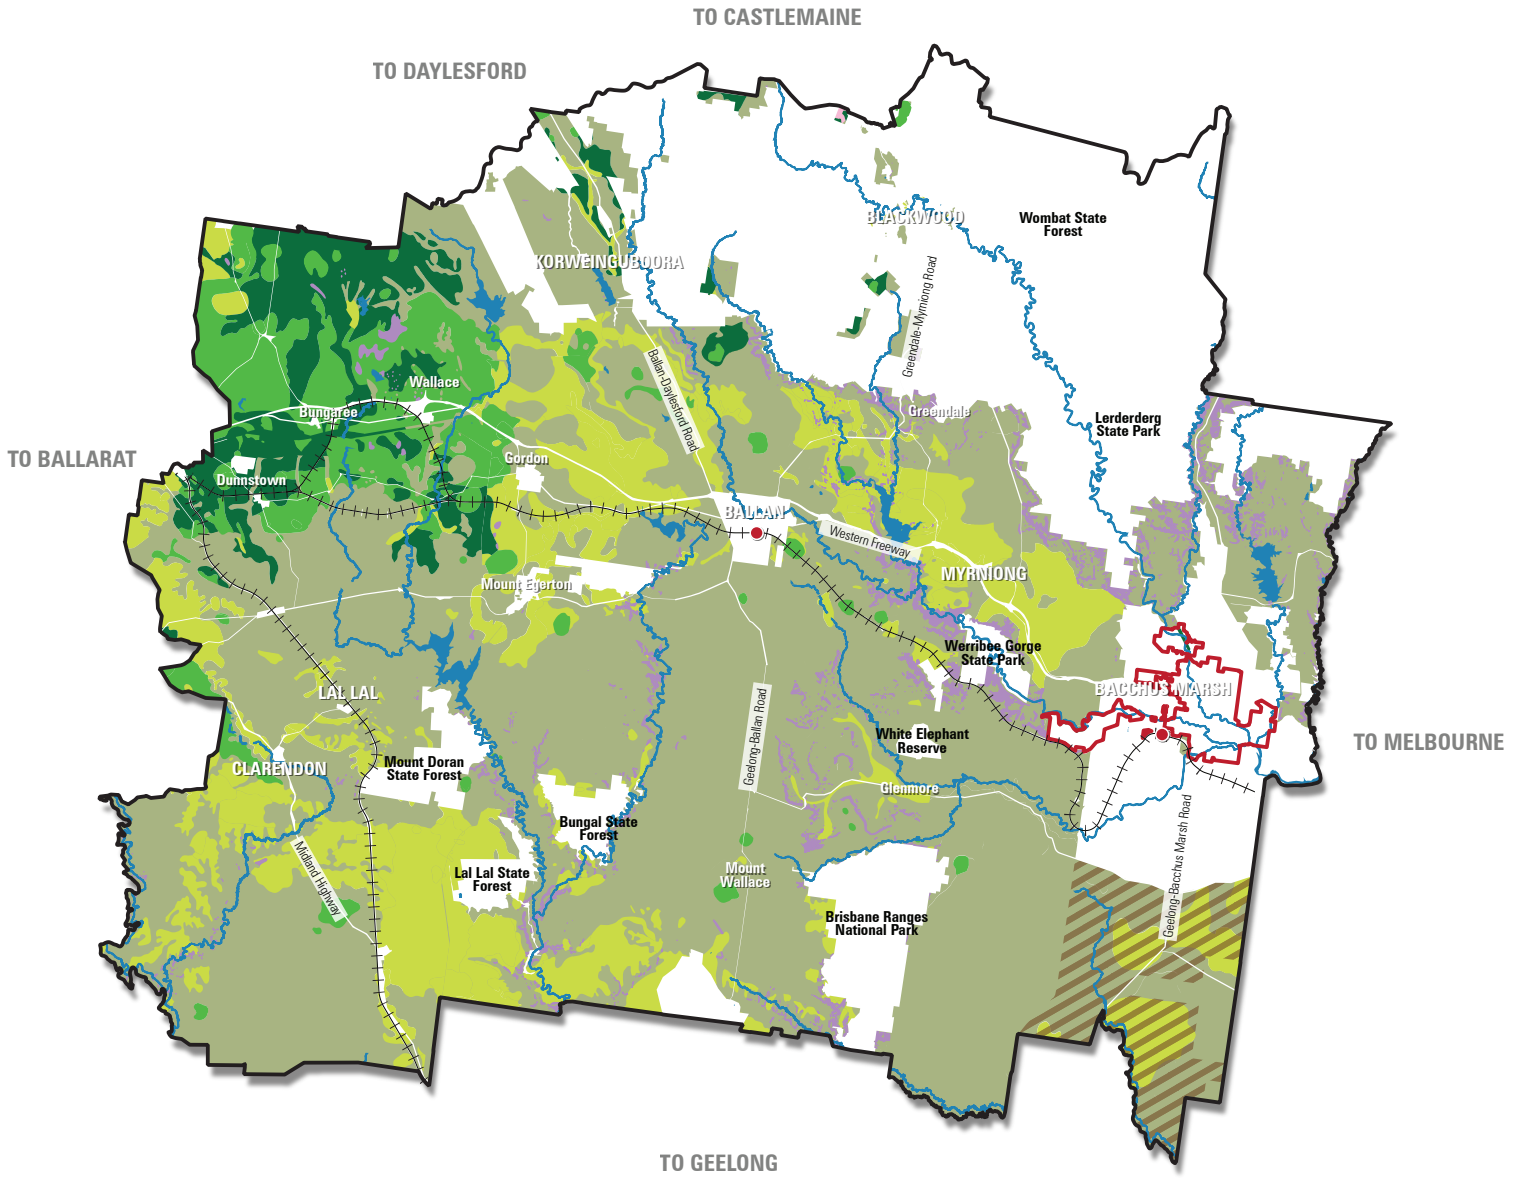 TO CASTLEMAINE
TO DAYLESFORD
BLACKWOOD
Wombat State
Forest
KORWEINGUBOORA
Greendale-Myrniong Road
Wallace
Bungaree
Ballan-Daylesford Road
Greendale
Lerderderg
State Park
TO BALLARAT
Gordon
Dunnstown
BALLAN
Western Freeway
MYRNIONG
Mount Egerton
Werribee Gorge
State Park
LAL LAL
BACCHUS MARSH
Geelong-Ballan Road
White Elephant
Reserve
TO MELBOURNE
CLARENDON
Mount Doran
State Forest
Glenmore
Bungal State
Forest
Geelong-Bacchus Marsh Road
Midland Highway
Lal Lal State
Forest
Mount
Wallace
Brisbane Ranges
National Park
TO GEELONG